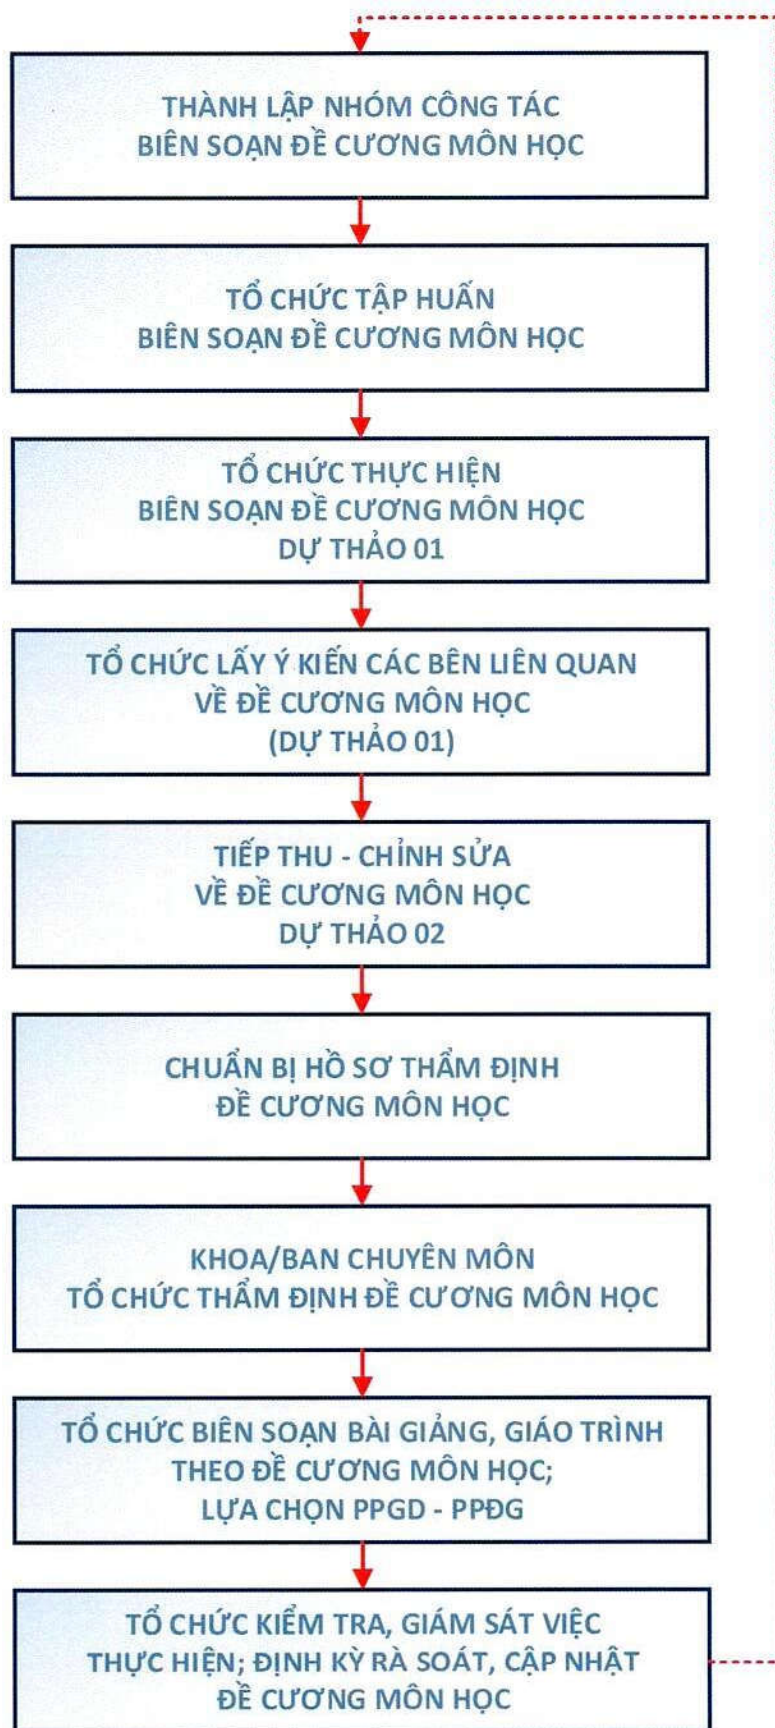 THÀNH LẬP NHÓM CÔNG TÁC
BIÊN SOẠN ĐỀ CƯƠNG MÔN HỌC
TỔ CHỨC TẬP HUẤN
BIÊN SOẠN ĐỀ CƯƠNG MÔN HỌC
TỔ CHỨC THỰC HIỆN
BIÊN SOẠN ĐỀ CƯƠNG MÔN HỌC
DỰ THẢO 01
TỔ CHỨC LẤY Ý KIẾN CÁC BÊN LIÊN QUAN
VỀ ĐỀ CƯƠNG MÔN HỌC
(DỰ THẢO 01)
TIẾP THU - CHỈNH SỬA
VỀ ĐỀ CƯƠNG MÔN HỌC
DỰ THẢO 02
CHUẨN BỊ HỒ SƠ THẨM ĐỊNH
ĐỀ CƯƠNG MÔN HỌC
KHOA/BAN CHUYÊN MÔN
TỔ CHỨC THẨM ĐỊNH ĐỀ CƯƠNG MÔN HỌC
TỔ CHỨC BIÊN SOẠN BÀI GIẢNG, GIÁO TRÌNH
THEO ĐỀ CƯƠNG MÔN HỌC;
LỰA CHỌN PPGD - PPĐG
TỔ CHỨC KIỂM TRA, GIÁM SÁT VIỆC
THỰC HIỆN; ĐỊNH KỲ RÀ SOÁT, CẬP NHẬT
ĐỀ CƯƠNG MÔN HỌC